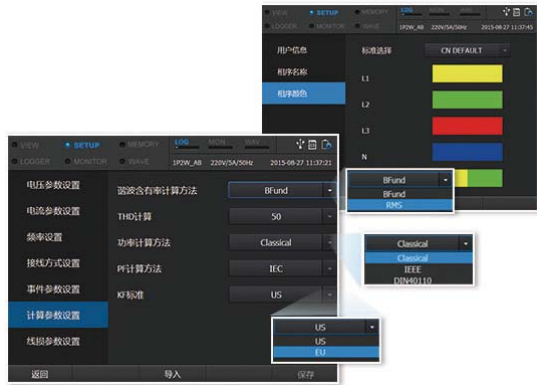 VIEW SETUP MEMORY LOG MON WAV
LOGGER MONITOR WAVE 1P2W_AB 220V/5A/50Hz 2015-08-27 11:37:45
用户信息 标准选择 CN DEFAULT
相序名称 L1
相序颜色 L2
L3
N
VIEW SETUP MEMORY LOG MON WAV
LOGGER MONITOR WAVE 1P2W_AB 220V/5A/50Hz 2015-08-27 11:37:21
电压参数设置 谐波含有率计算方法 BFund
电流参数设置 THD计算 50
频率设置 功率计算方法 Classical
接线方式设置 PF计算方法 IEC
事件参数设置 KF标准 US
计算参数设置
线损参数设置
返回 导入 保存
BFund
BFund
RMS
Classical
Classical
IEEE
DIN40110
US
US
EU